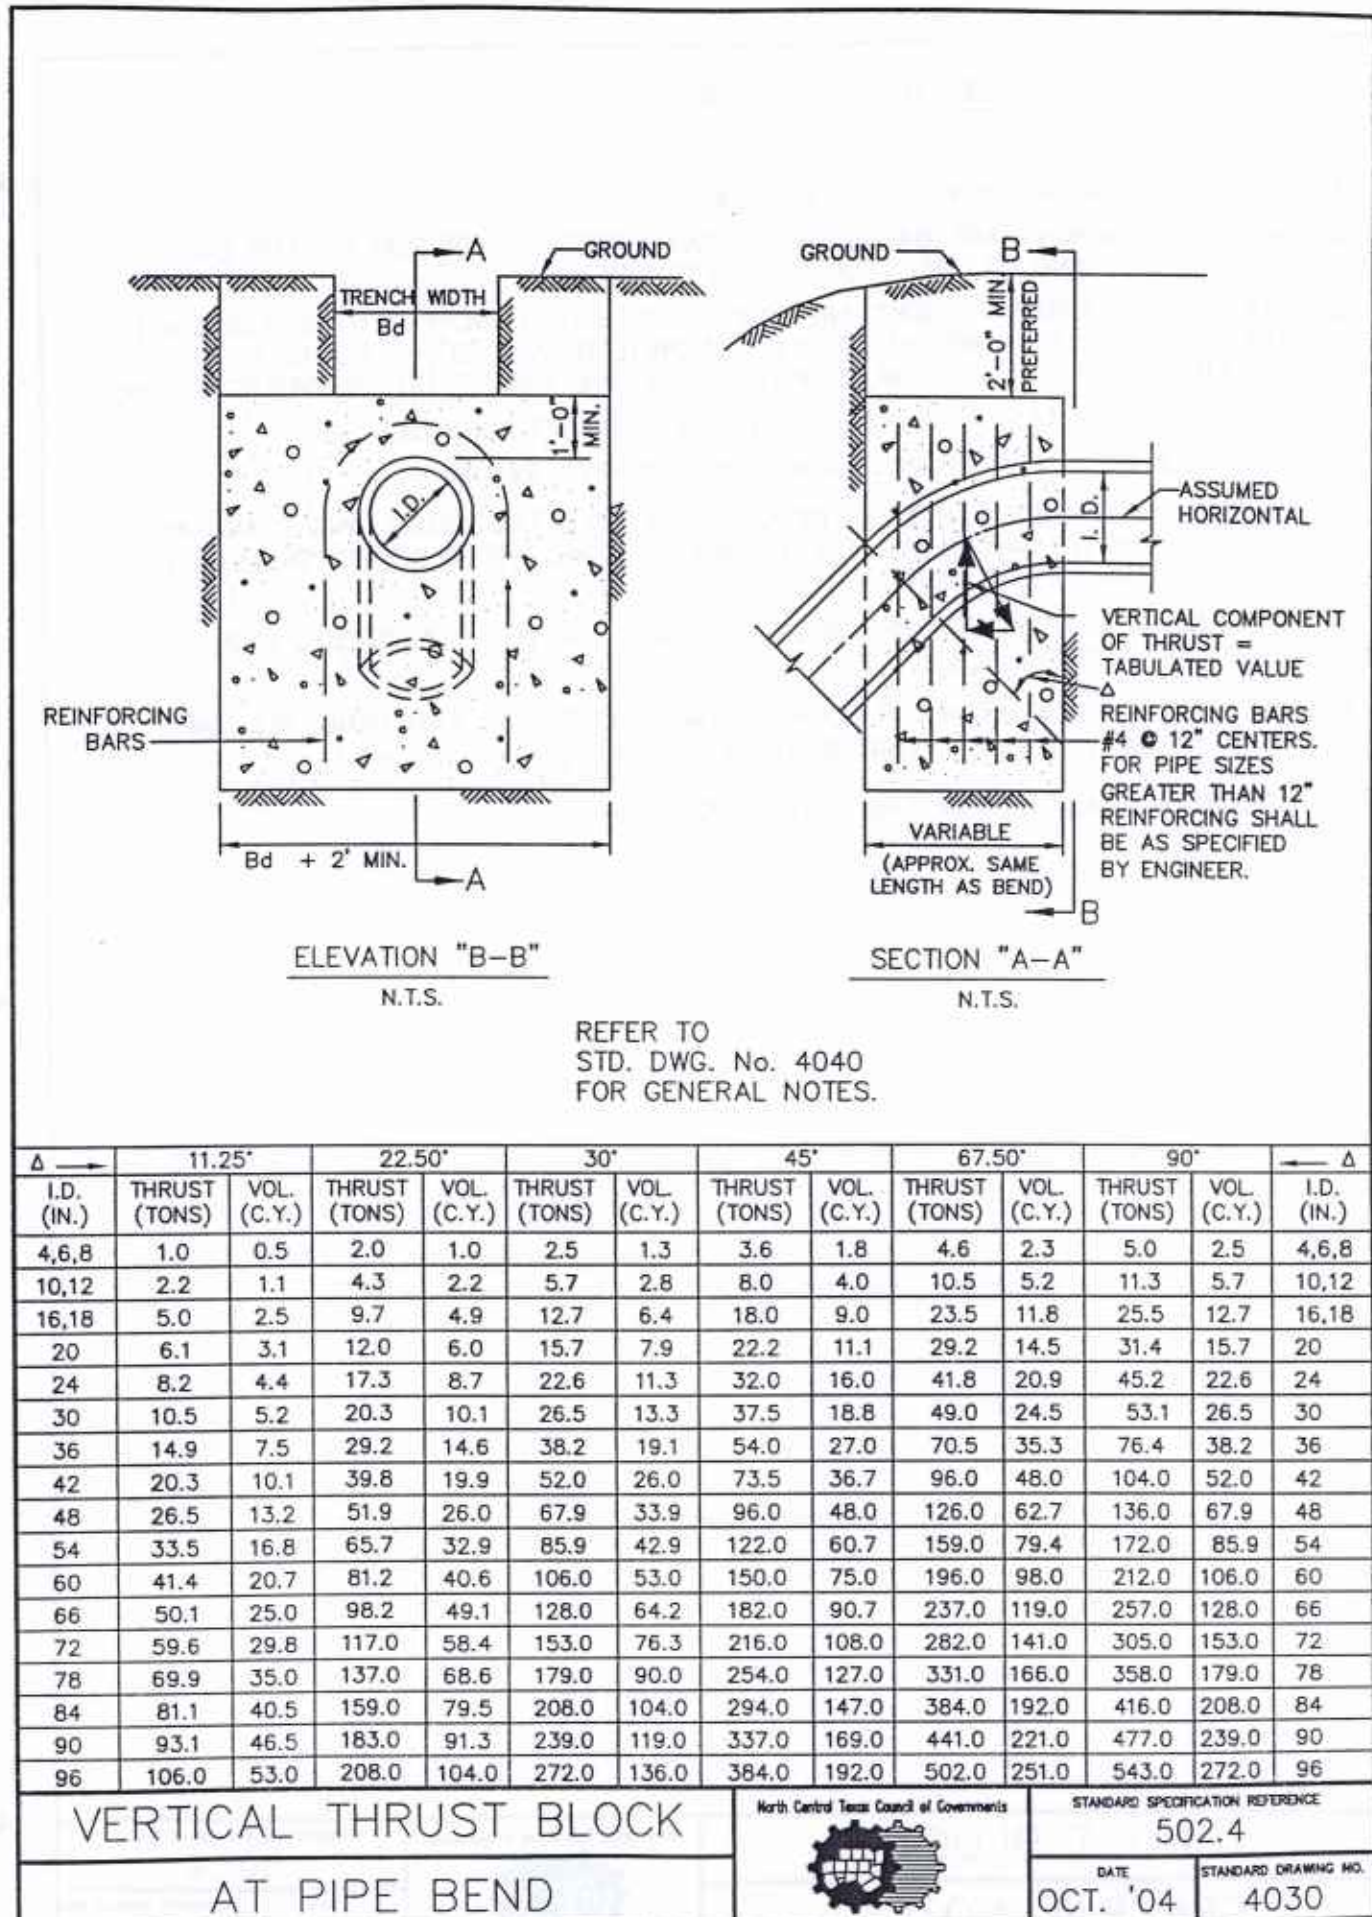 A
GROUND
TRENCH WIDTH
Bd
1'-0"
MIN.
I.D.
REINFORCING
BARS
Bd + 2' MIN.
A
ELEVATION "B-B"
N.T.S.
GROUND
B
2'-0" MIN
PREFERRED
ASSUMED
HORIZONTAL
I. D.
VERTICAL COMPONENT
OF THRUST =
TABULATED VALUE
Δ
REINFORCING BARS
#4 @ 12" CENTERS.
FOR PIPE SIZES
GREATER THAN 12"
REINFORCING SHALL
BE AS SPECIFIED
BY ENGINEER.
VARIABLE
(APPROX. SAME
LENGTH AS BEND)
B
SECTION "A-A"
N.T.S.
REFER TO
STD. DWG. No. 4040
FOR GENERAL NOTES.
Δ 11.25° 22.50° 30° 45° 67.50° 90° Δ
I.D. THRUST VOL. THRUST VOL. THRUST VOL. THRUST VOL. THRUST VOL. THRUST VOL. I.D.
(IN.) (TONS) (C.Y.) (TONS) (C.Y.) (TONS) (C.Y.) (TONS) (C.Y.) (TONS) (C.Y.) (TONS) (C.Y.) (IN.)
4,6,8 1.0 0.5 2.0 1.0 2.5 1.3 3.6 1.8 4.6 2.3 5.0 2.5 4,6,8
10,12 2.2 1.1 4.3 2.2 5.7 2.8 8.0 4.0 10.5 5.2 11.3 5.7 10,12
16,18 5.0 2.5 9.7 4.9 12.7 6.4 18.0 9.0 23.5 11.8 25.5 12.7 16,18
20 6.1 3.1 12.0 6.0 15.7 7.9 22.2 11.1 29.2 14.5 31.4 15.7 20
24 8.2 4.4 17.3 8.7 22.6 11.3 32.0 16.0 41.8 20.9 45.2 22.6 24
30 10.5 5.2 20.3 10.1 26.5 13.3 37.5 18.8 49.0 24.5 53.1 26.5 30
36 14.9 7.5 29.2 14.6 38.2 19.1 54.0 27.0 70.5 35.3 76.4 38.2 36
42 20.3 10.1 39.8 19.9 52.0 26.0 73.5 36.7 96.0 48.0 104.0 52.0 42
48 26.5 13.2 51.9 26.0 67.9 33.9 96.0 48.0 126.0 62.7 136.0 67.9 48
54 33.5 16.8 65.7 32.9 85.9 42.9 122.0 60.7 159.0 79.4 172.0 85.9 54
60 41.4 20.7 81.2 40.6 106.0 53.0 150.0 75.0 196.0 98.0 212.0 106.0 60
66 50.1 25.0 98.2 49.1 128.0 64.2 182.0 90.7 237.0 119.0 257.0 128.0 66
72 59.6 29.8 117.0 58.4 153.0 76.3 216.0 108.0 282.0 141.0 305.0 153.0 72
78 69.9 35.0 137.0 68.6 179.0 90.0 254.0 127.0 331.0 166.0 358.0 179.0 78
84 81.1 40.5 159.0 79.5 208.0 104.0 294.0 147.0 384.0 192.0 416.0 208.0 84
90 93.1 46.5 183.0 91.3 239.0 119.0 337.0 169.0 441.0 221.0 477.0 239.0 90
96 106.0 53.0 208.0 104.0 272.0 136.0 384.0 192.0 502.0 251.0 543.0 272.0 96
VERTICAL THRUST BLOCK
AT PIPE BEND
North Central Texas Council of Governments
STANDARD SPECIFICATION REFERENCE
502.4
DATE
OCT. '04
STANDARD DRAWING NO.
4030